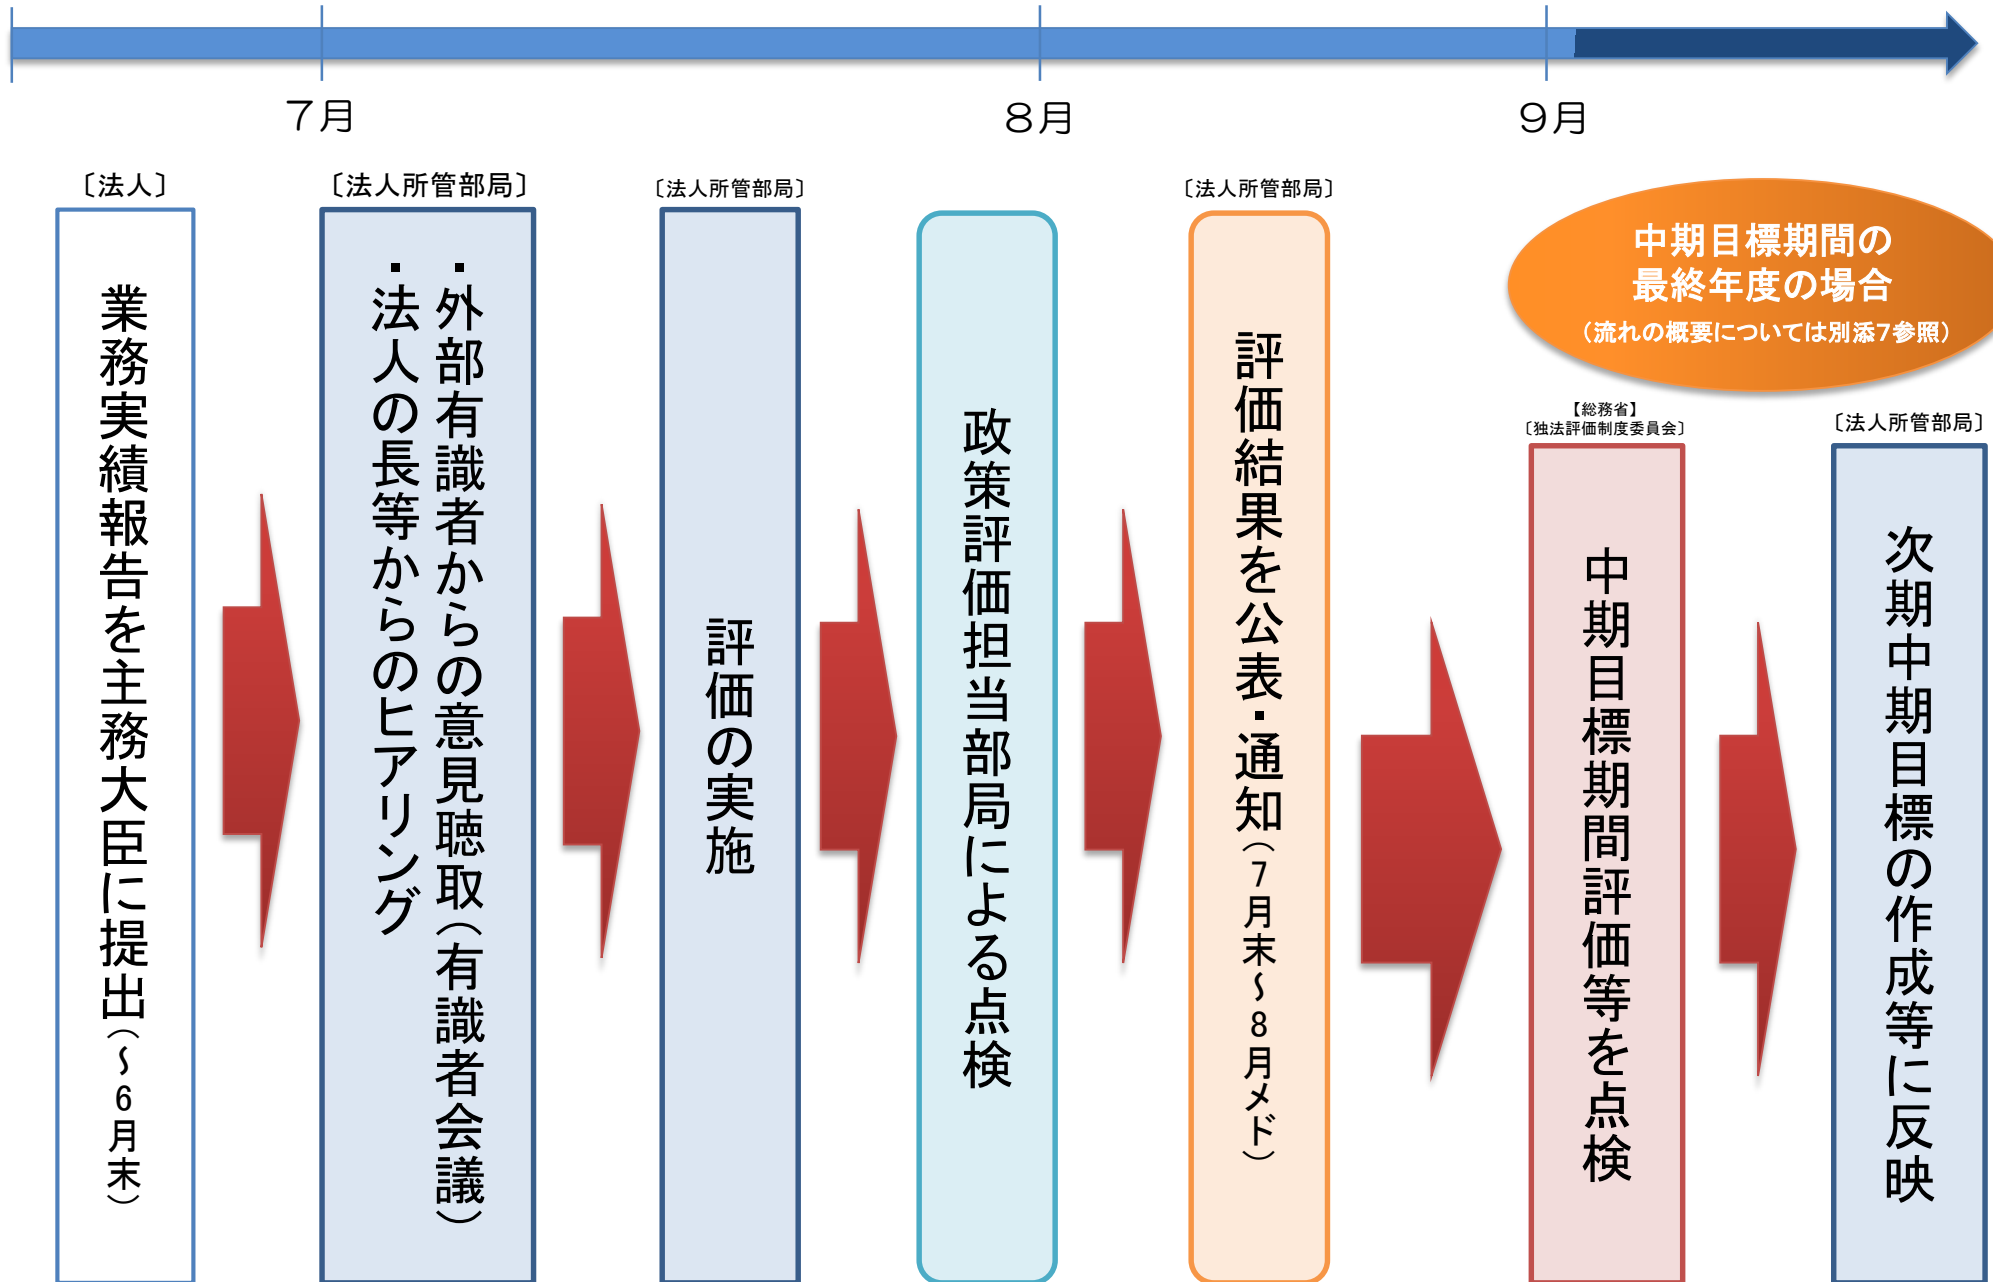 7月
8月
9月
〔法人〕
業務実績報告を主務大臣に提出（～6月末）
〔法人所管部局〕
・外部有識者からの意見聴取（有識者会議）
・法人の長等からのヒアリング
〔法人所管部局〕
評価の実施
政策評価担当部局による点検
〔法人所管部局〕
評価結果を公表・通知（7月末～8月メド）
中期目標期間の
最終年度の場合
（流れの概要については別添7参照）
【総務省】
〔独法評価制度委員会〕
中期目標期間評価等を点検
〔法人所管部局〕
次期中期目標の作成等に反映